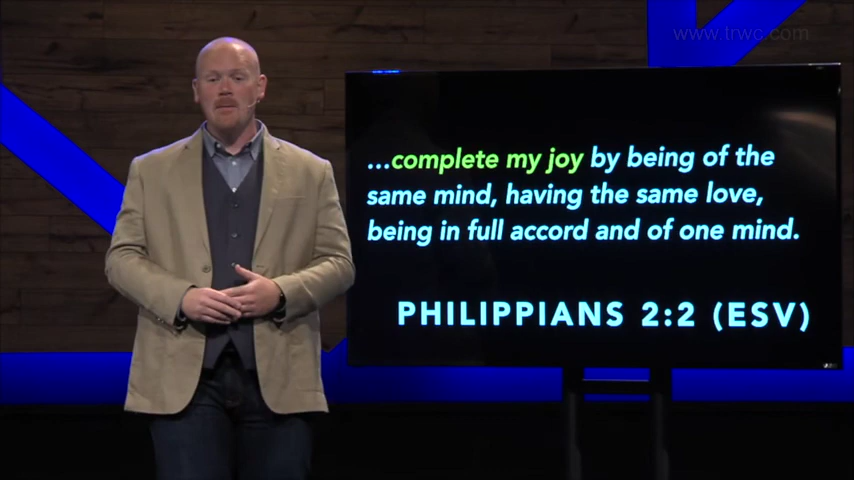 www.trwc.com
...complete my joy by being of the
same mind, having the same love,
being in full accord and of one mind.
PHILIPPIANS 2:2 (ESV)